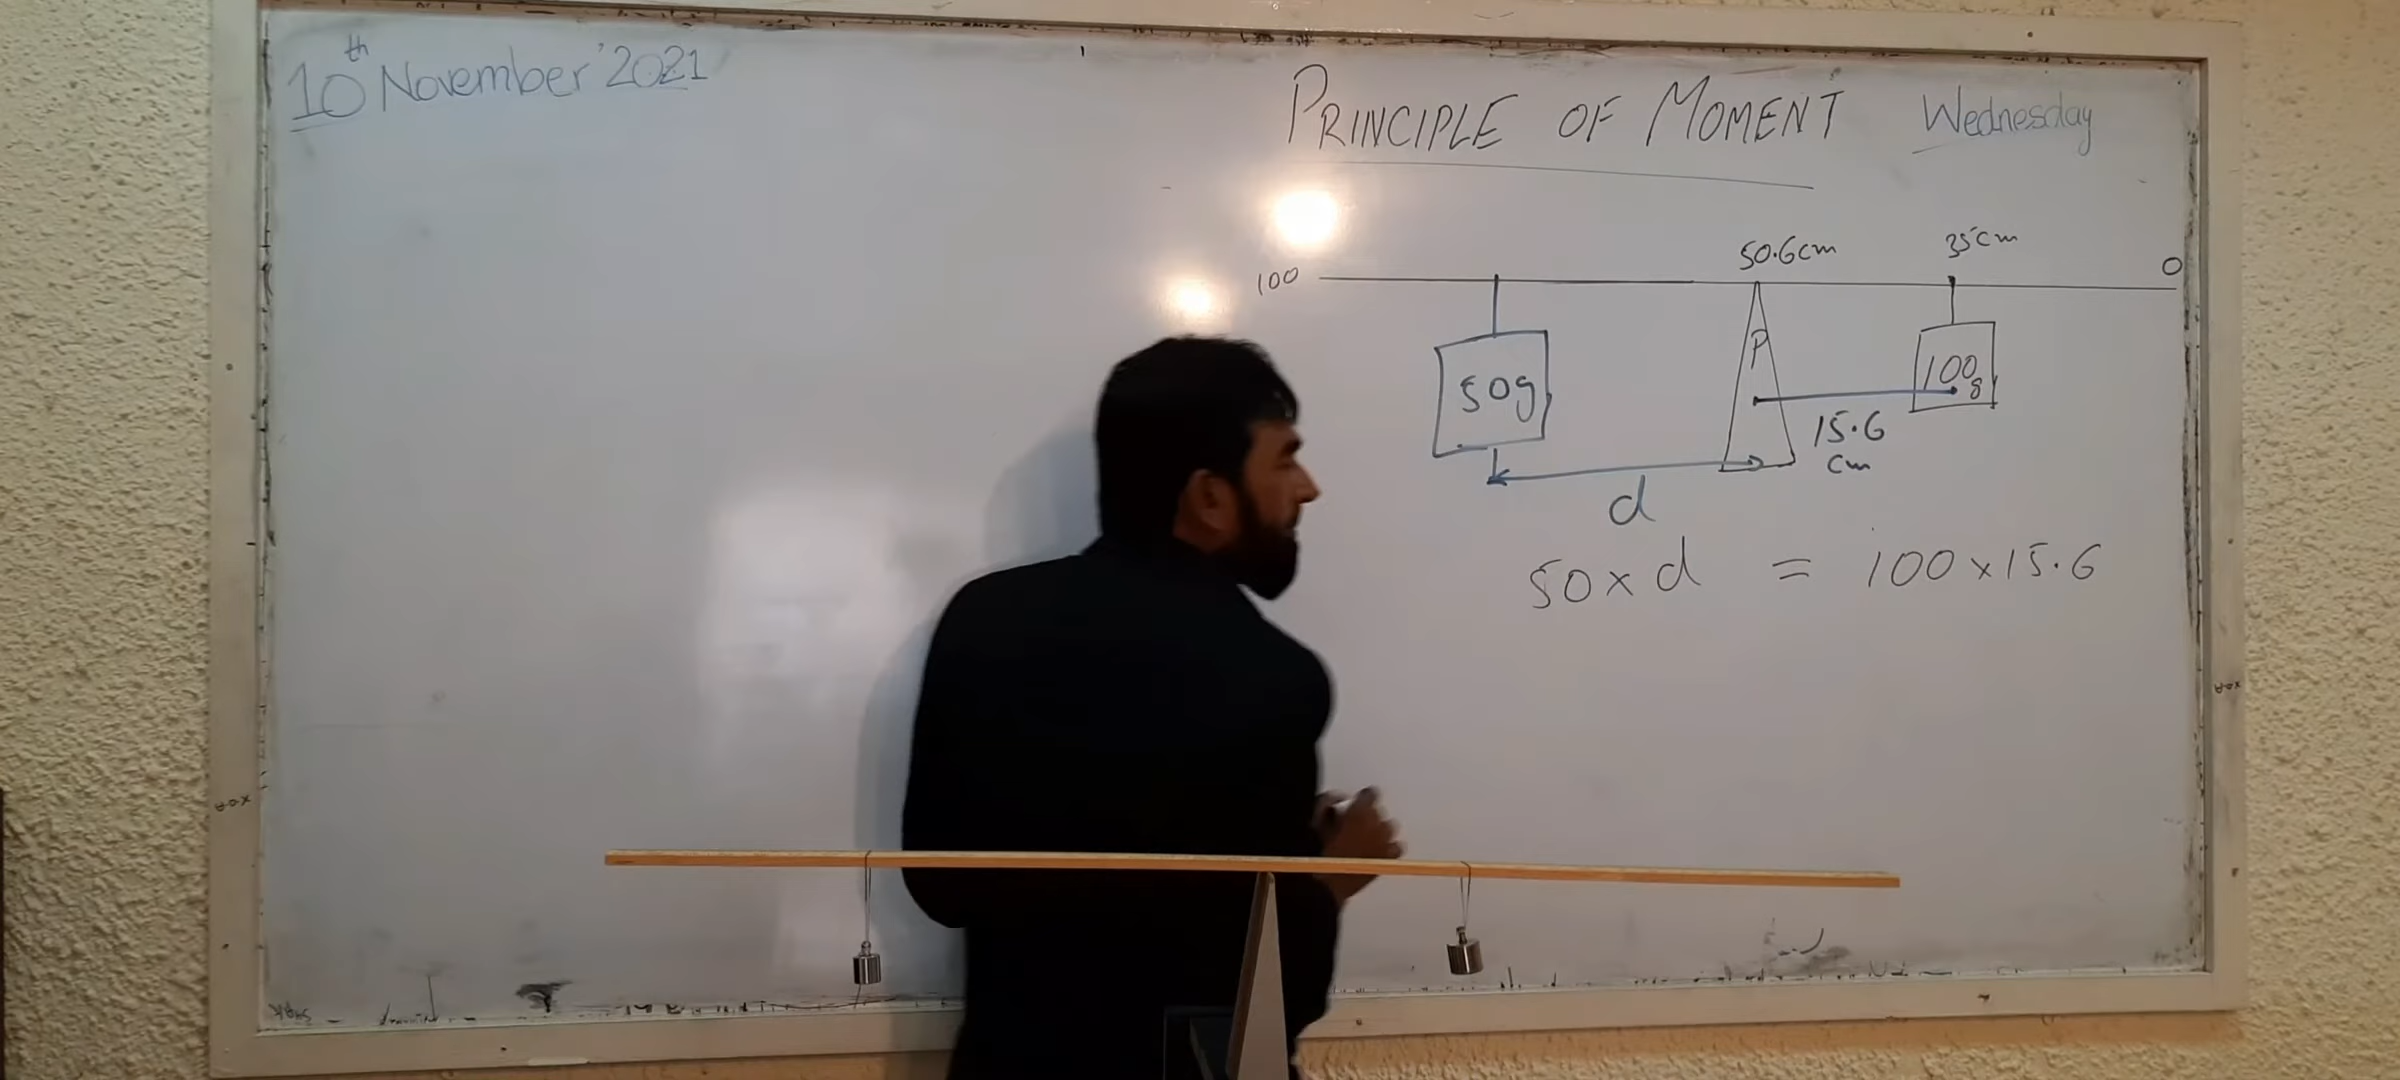 10th November '2021
PRINCIPLE OF MOMENT
Wednesday
50.6cm
35cm
100
0
50g
P
100g
15.6
cm
d
50 x d = 100 x 15.6